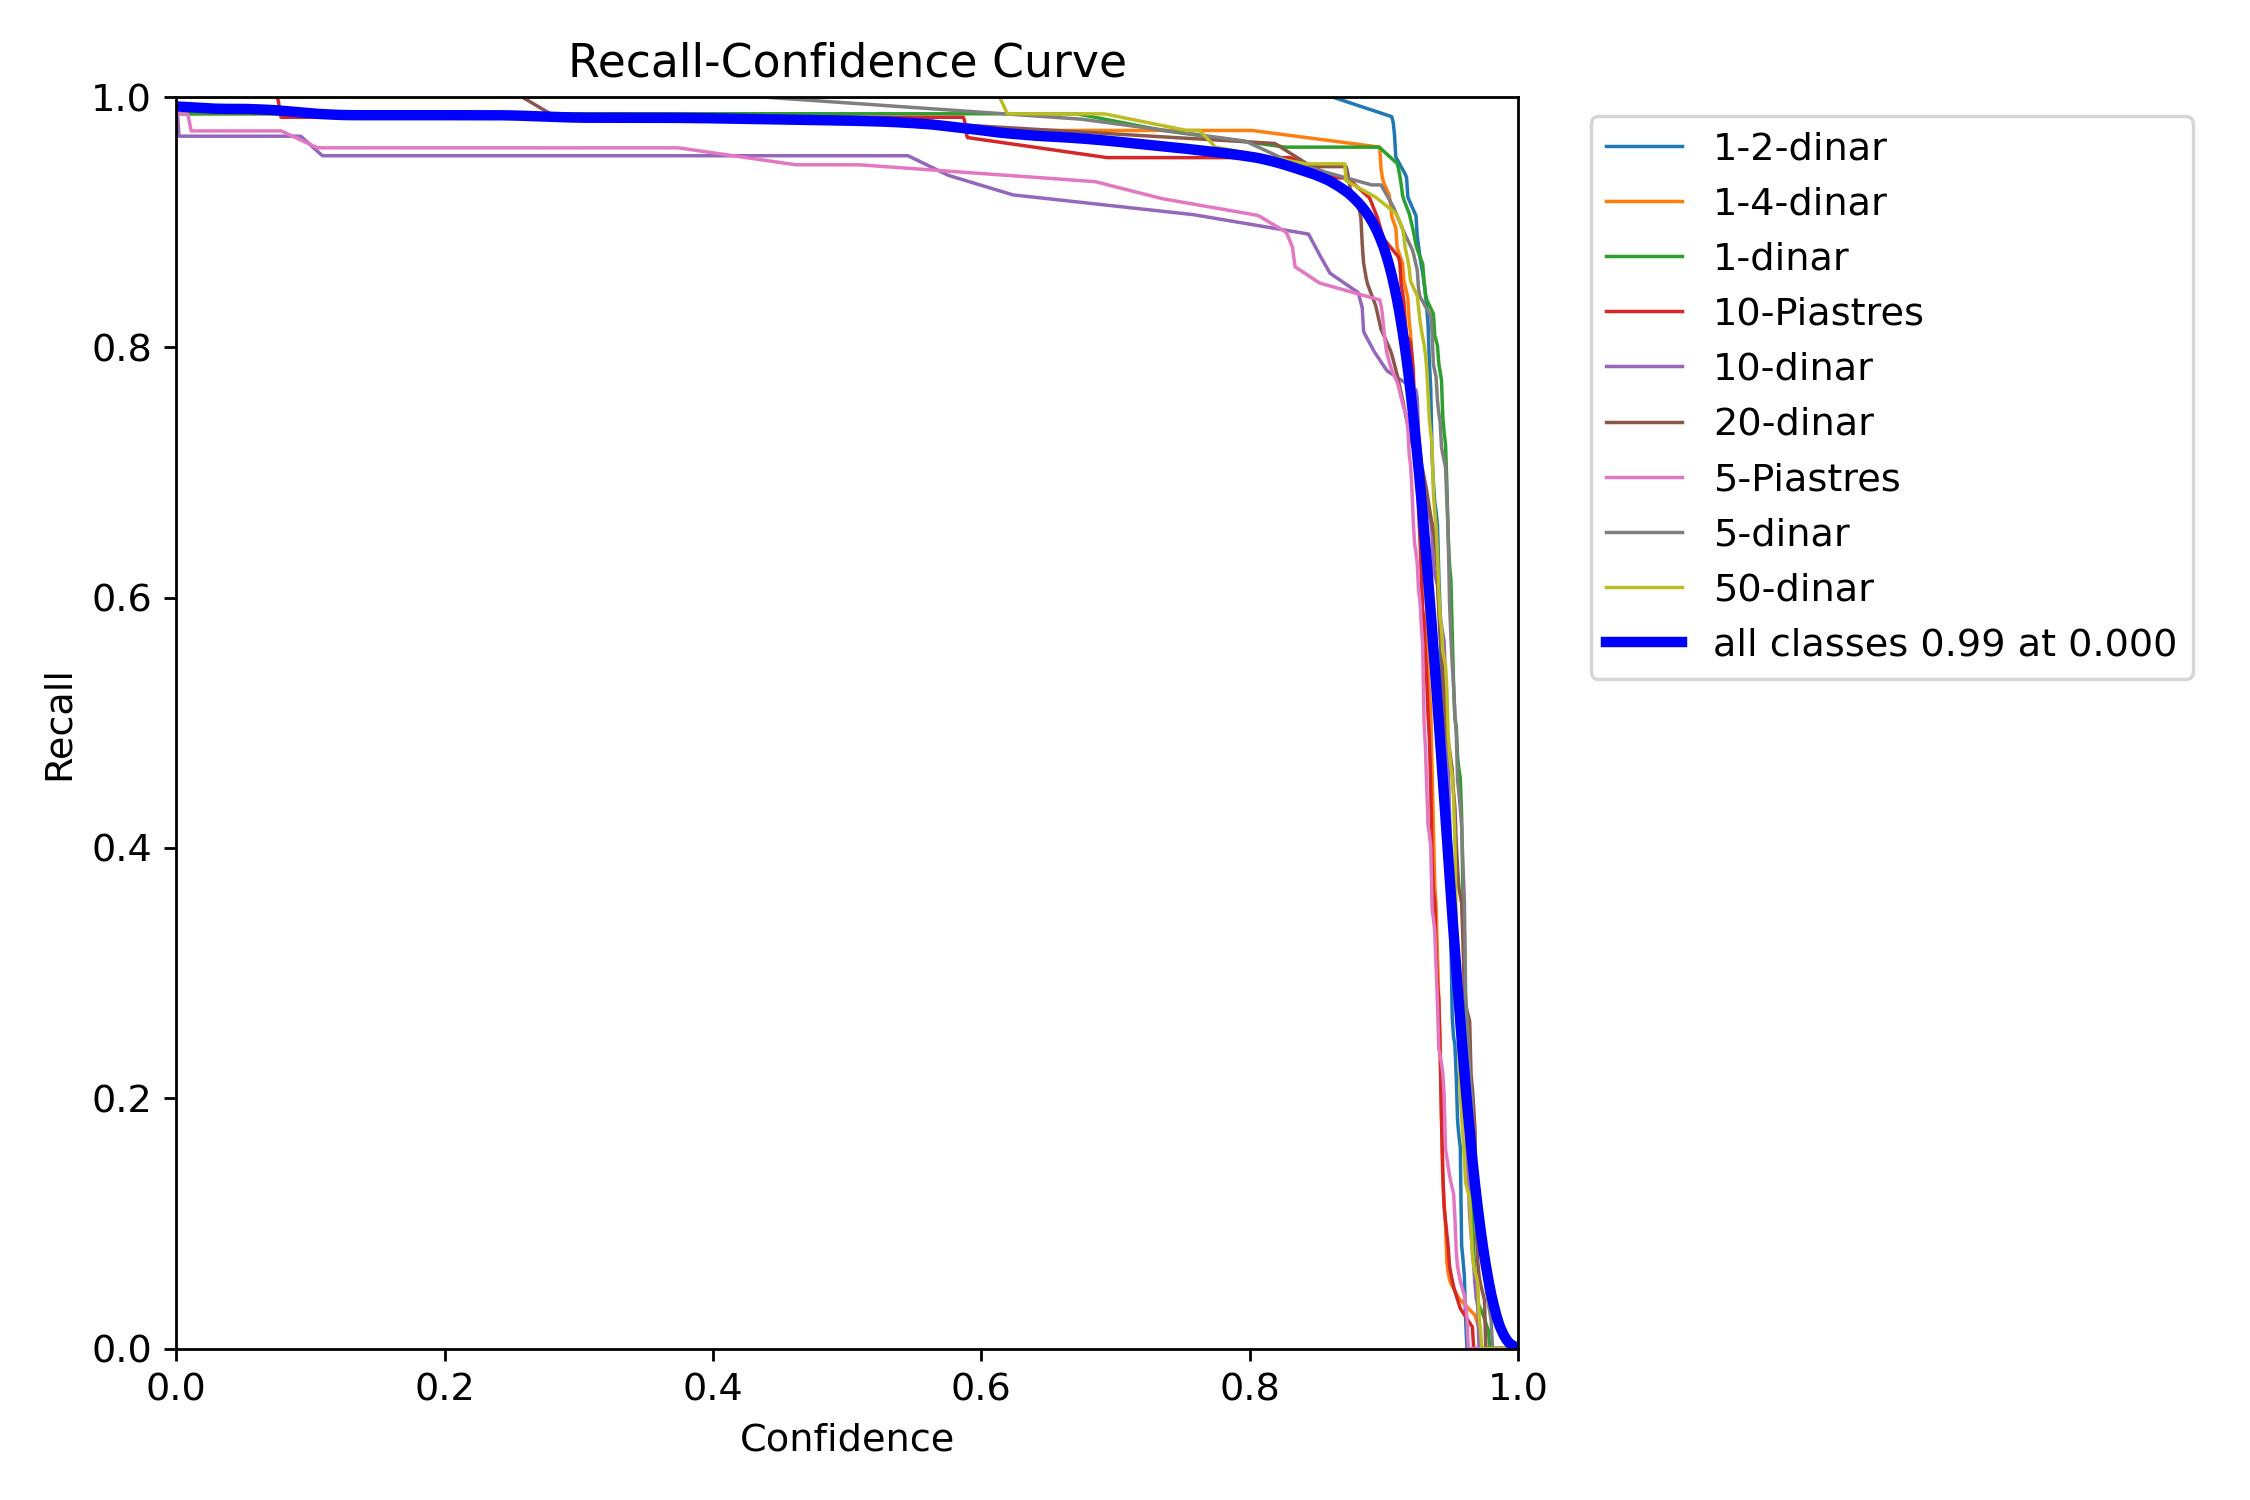 Recall-Confidence Curve
1.0
0.8
0.6
0.4
0.2
0.0
Recall
0.0 0.2 0.4 0.6 0.8 1.0
Confidence
1-2-dinar
1-4-dinar
1-dinar
10-Piastres
10-dinar
20-dinar
5-Piastres
5-dinar
50-dinar
all classes 0.99 at 0.000